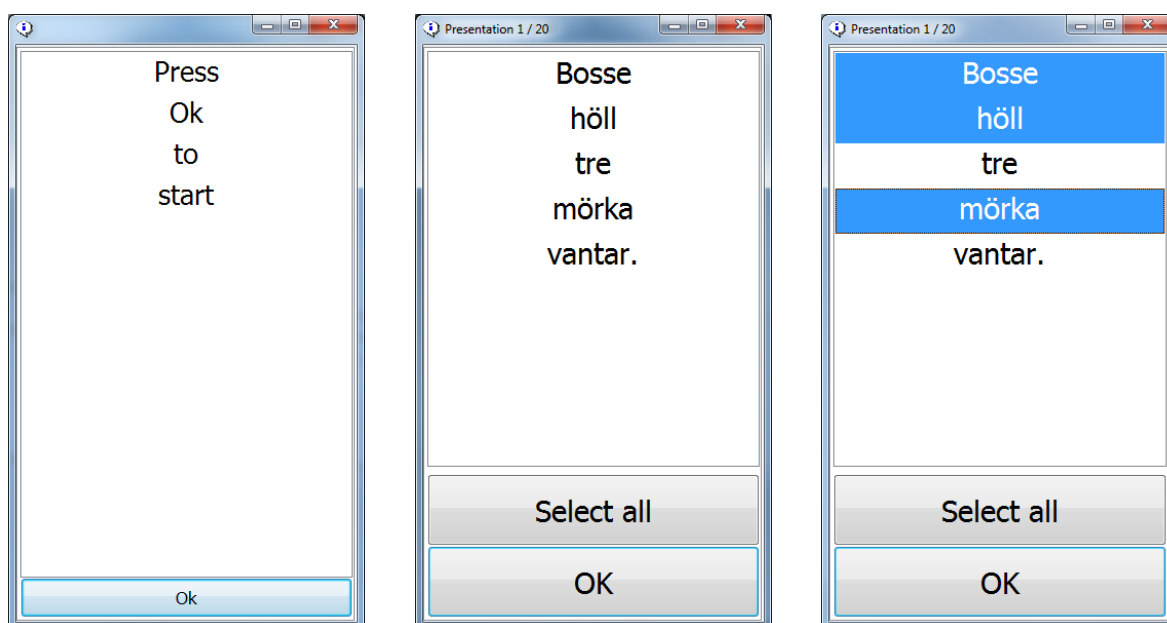 Press
Ok
to
start
Ok
Presentation 1 / 20
Bosse
höll
tre
mörka
vantar.
Select all
OK
Presentation 1 / 20
Bosse
höll
tre
mörka
vantar.
Select all
OK